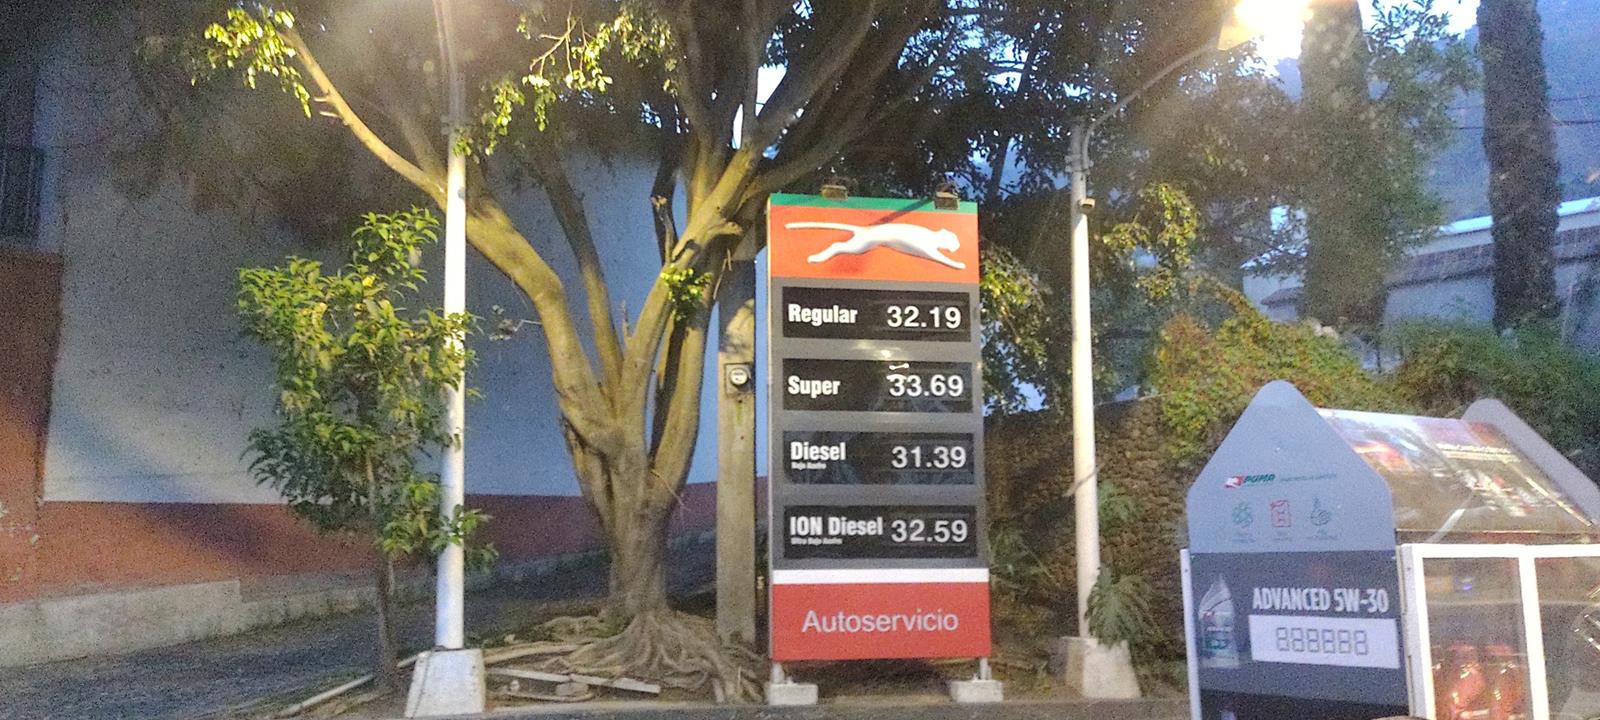 Regular 32.19
Super 33.69
Diesel 31.39
Bajo Azufre
ION Diesel 32.59
Ultra Bajo Azufre
Autoservicio
PUMA
ADVANCED 5W-30
888888